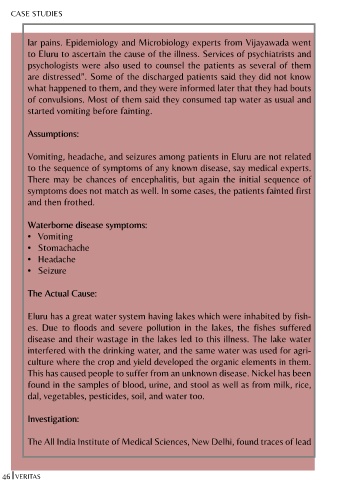 CASE STUDIES
lar pains. Epidemiology and Microbiology experts from Vijayawada went
to Eluru to ascertain the cause of the illness. Services of psychiatrists and
psychologists were also used to counsel the patients as several of them
are distressed". Some of the discharged patients said they did not know
what happened to them, and they were informed later that they had bouts
of convulsions. Most of them said they consumed tap water as usual and
started vomiting before fainting.
Assumptions:
Vomiting, headache, and seizures among patients in Eluru are not related
to the sequence of symptoms of any known disease, say medical experts.
There may be chances of encephalitis, but again the initial sequence of
symptoms does not match as well. In some cases, the patients fainted first
and then frothed.
Waterborne disease symptoms:
• Vomiting
• Stomachache
• Headache
• Seizure
The Actual Cause:
Eluru has a great water system having lakes which were inhabited by fish-
es. Due to floods and severe pollution in the lakes, the fishes suffered
disease and their wastage in the lakes led to this illness. The lake water
interfered with the drinking water, and the same water was used for agri-
culture where the crop and yield developed the organic elements in them.
This has caused people to suffer from an unknown disease. Nickel has been
found in the samples of blood, urine, and stool as well as from milk, rice,
dal, vegetables, pesticides, soil, and water too.
Investigation:
The All India Institute of Medical Sciences, New Delhi, found traces of lead
46 VERITAS